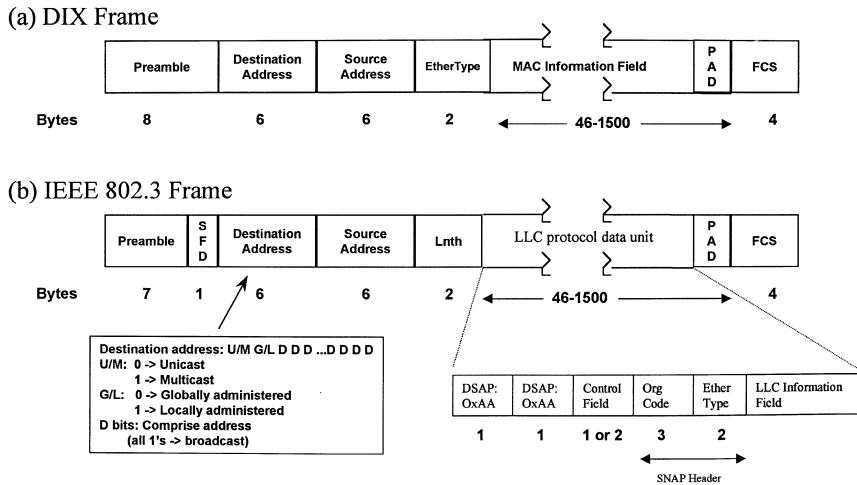 (a) DIX Frame
Preamble
Destination Address
Source Address
EtherType
MAC Information Field
PAD
FCS
Bytes 8 6 6 2 46-1500 4
(b) IEEE 802.3 Frame
Preamble
SFD
Destination Address
Source Address
Lnth
LLC protocol data unit
PAD
FCS
Bytes 7 1 6 6 2 46-1500 4
Destination address: U/M G/L D D D ...D D D D
U/M: 0 -> Unicast
1 -> Multicast
G/L: 0 -> Globally administered
1 -> Locally administered
D bits: Comprise address
(all 1's -> broadcast)
DSAP: OxAA
DSAP: OxAA
Control Field
Org Code
Ether Type
LLC Information Field
1 1 1 or 2 3 2
SNAP Header